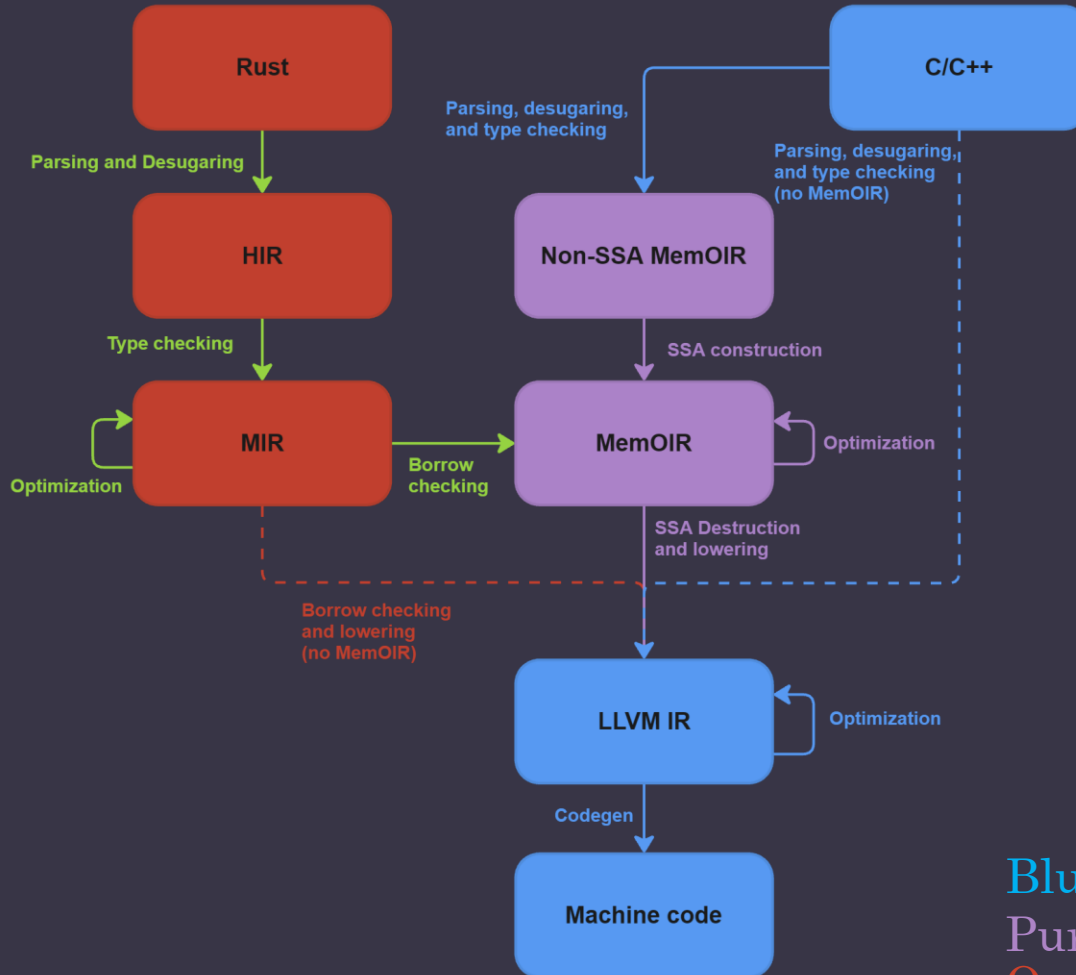 Rust
C/C++
Parsing, desugaring,
and type checking
Parsing and Desugaring
Parsing, desugaring,
and type checking
(no MemOIR)
HIR
Non-SSA MemOIR
Type checking
SSA construction
MIR
MemOIR
Optimization
Optimization
Borrow
checking
SSA Destruction
and lowering
Borrow checking
and lowering
(no MemOIR)
LLVM IR
Optimization
Codegen
Machine code
Blu
Pur